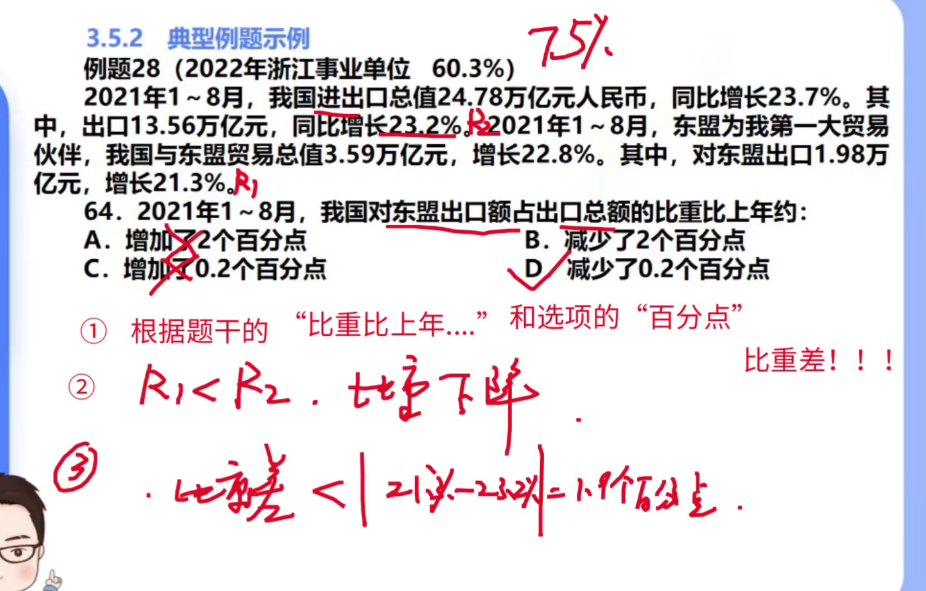 3.5.2 典型例题示例
75%
例题28（2022年浙江事业单位 60.3%）
2021年1～8月，我国进出口总值24.78万亿元人民币，同比增长23.7%。其
中，出口13.56万亿元，同比增长23.2%。R2 2021年1～8月，东盟为我第一大贸易
伙伴，我国与东盟贸易总值3.59万亿元，增长22.8%。其中，对东盟出口1.98万
亿元，增长21.3%。R1
64．2021年1～8月，我国对东盟出口额占出口总额的比重比上年约：
A．增加了2个百分点 B．减少了2个百分点
C．增加了0.2个百分点 D．减少了0.2个百分点
① 根据题干的 “比重比上年....” 和选项的“百分点”
比重差！！！
② R1<R2．比重下降．
③ ．比重差 < |21.3%-23.2%|=1.9个百分点．